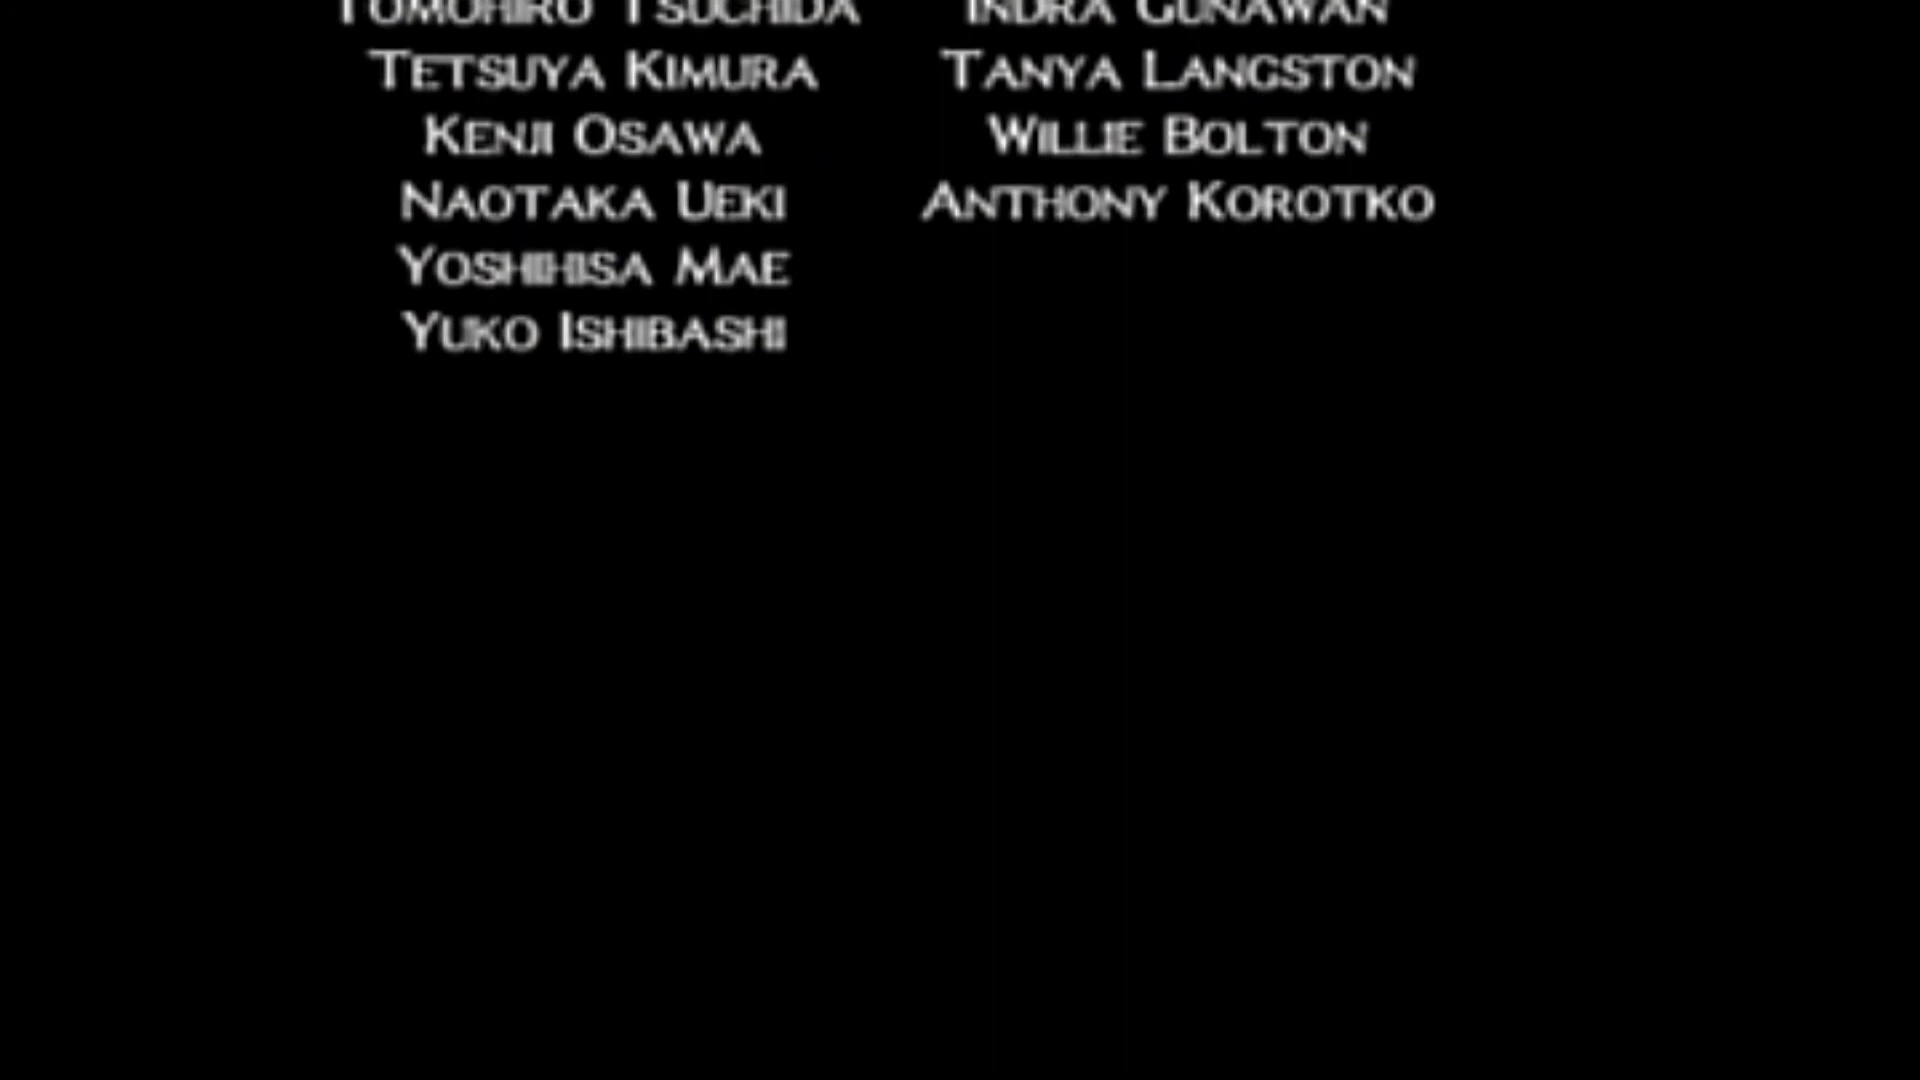 TOMOHIRO TSUCHIDA
INDRA GUNAWAN
TETSUYA KIMURA
TANYA LANGSTON
KENJI OSAWA
WILLIE BOLTON
NAOTAKA UEKI
ANTHONY KOROTKO
YOSHIHISA MAE
YUKO ISHIBASHI